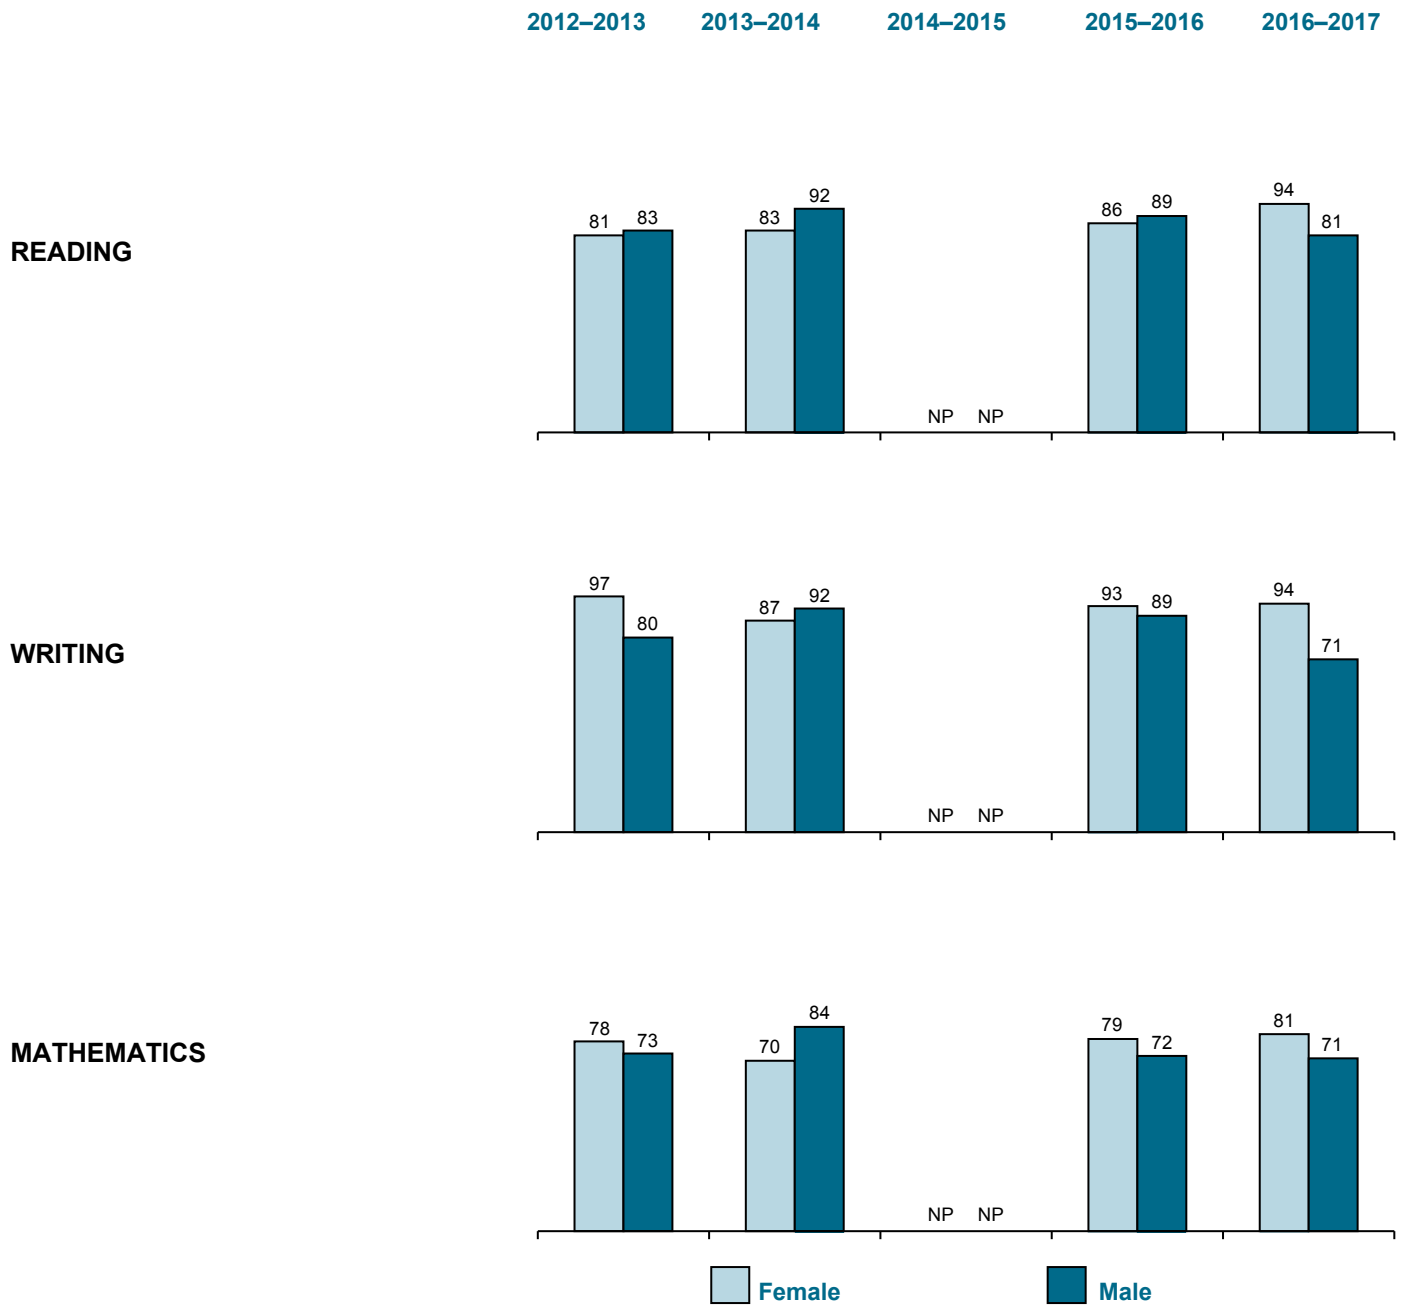 2012–2013 2013–2014 2014–2015 2015–2016 2016–2017
READING
81 83 83 92 NP NP 86 89 94 81
WRITING
97 80 87 92 NP NP 93 89 94 71
MATHEMATICS
78 73 70 84 NP NP 79 72 81 71
Female Male